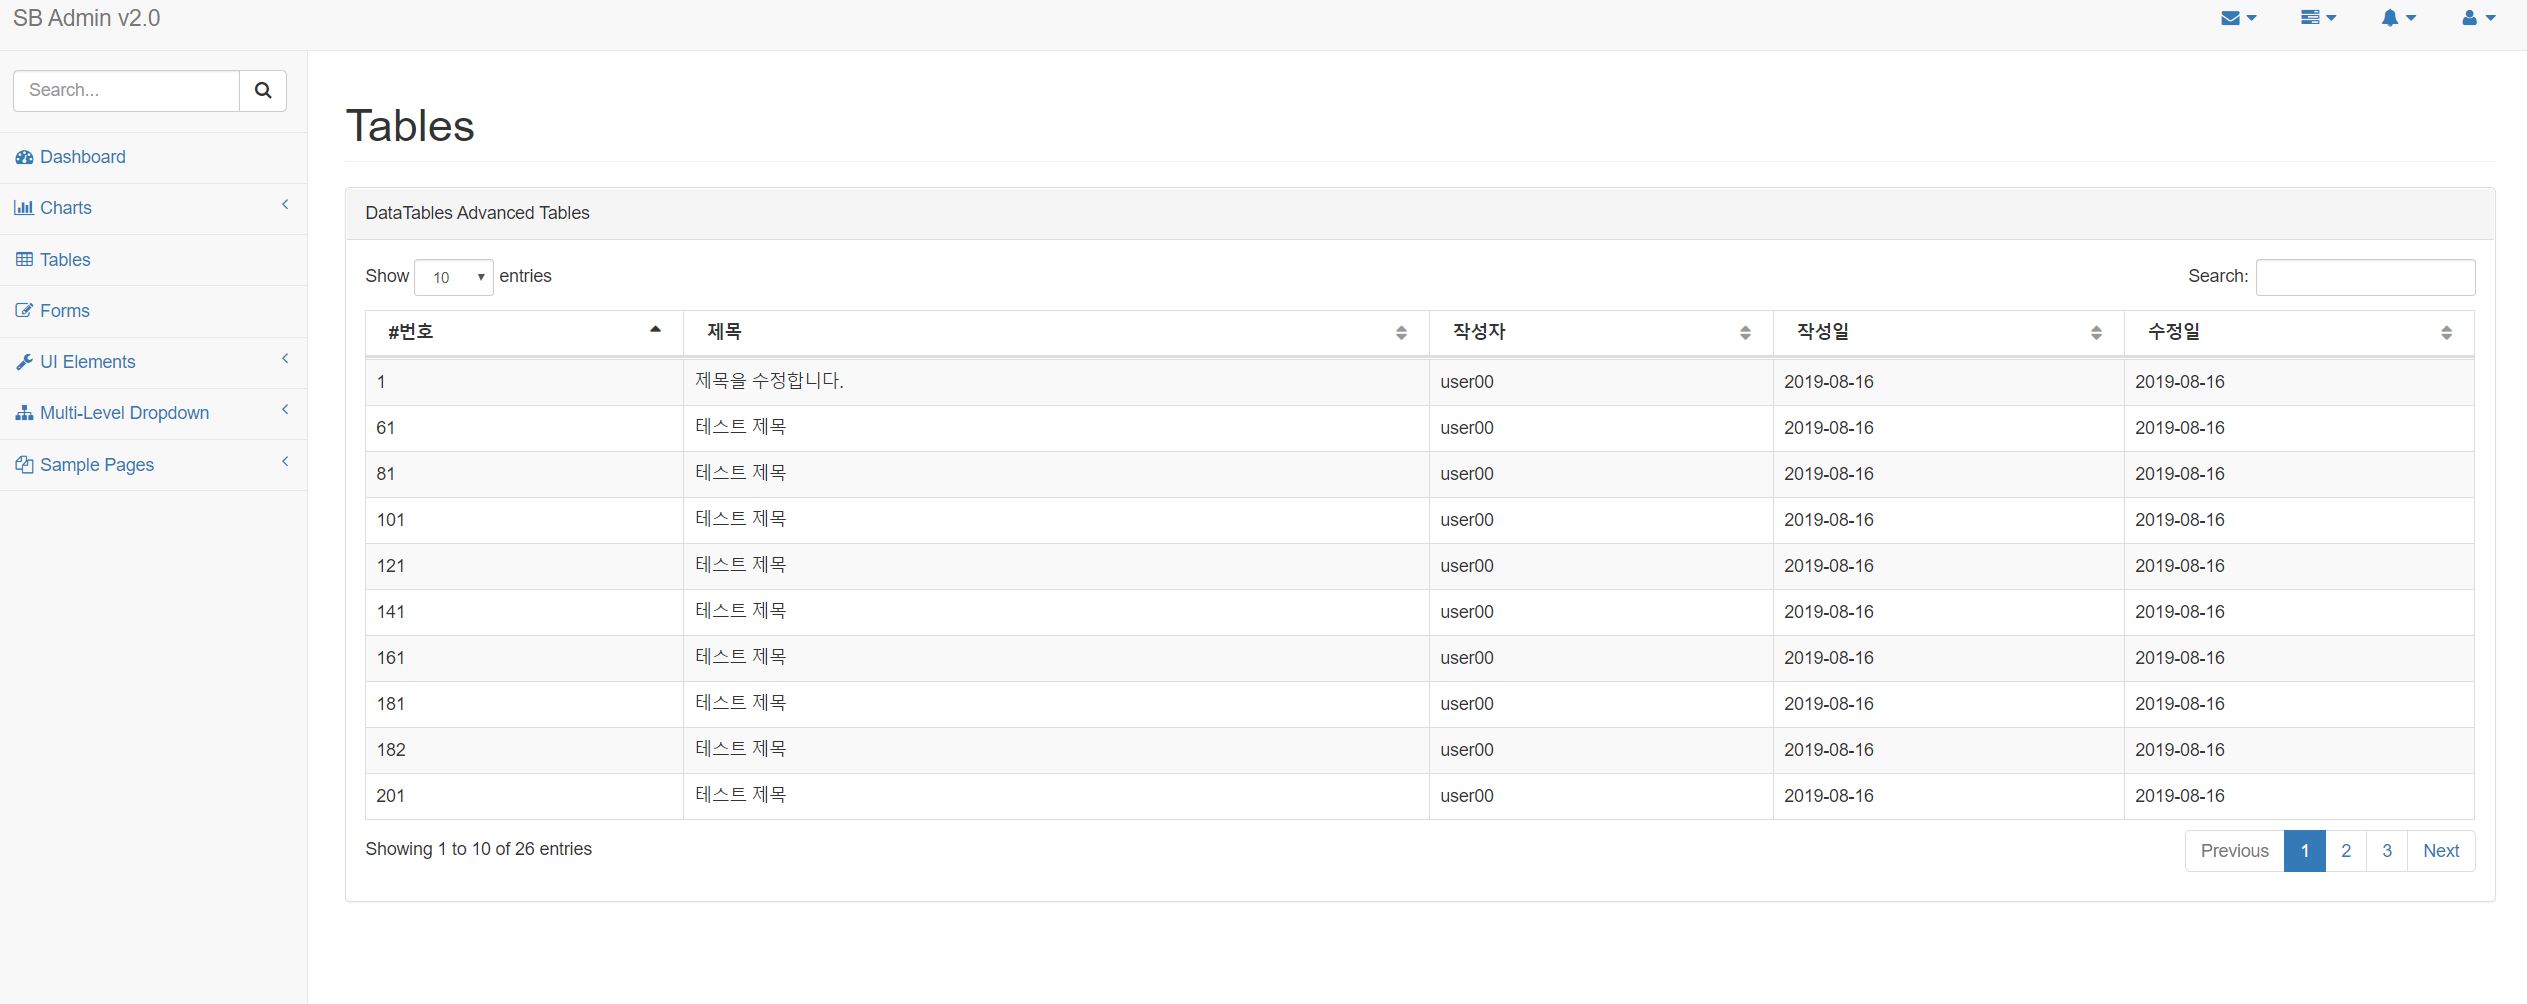 SB Admin v2.0
Search...
Dashboard
Charts
Tables
Forms
UI Elements
Multi-Level Dropdown
Sample Pages
Tables
DataTables Advanced Tables
Show 10 entries Search:
#번호 제목 작성자 작성일 수정일
1 제목을 수정합니다. user00 2019-08-16 2019-08-16
61 테스트 제목 user00 2019-08-16 2019-08-16
81 테스트 제목 user00 2019-08-16 2019-08-16
101 테스트 제목 user00 2019-08-16 2019-08-16
121 테스트 제목 user00 2019-08-16 2019-08-16
141 테스트 제목 user00 2019-08-16 2019-08-16
161 테스트 제목 user00 2019-08-16 2019-08-16
181 테스트 제목 user00 2019-08-16 2019-08-16
182 테스트 제목 user00 2019-08-16 2019-08-16
201 테스트 제목 user00 2019-08-16 2019-08-16
Showing 1 to 10 of 26 entries Previous 1 2 3 Next